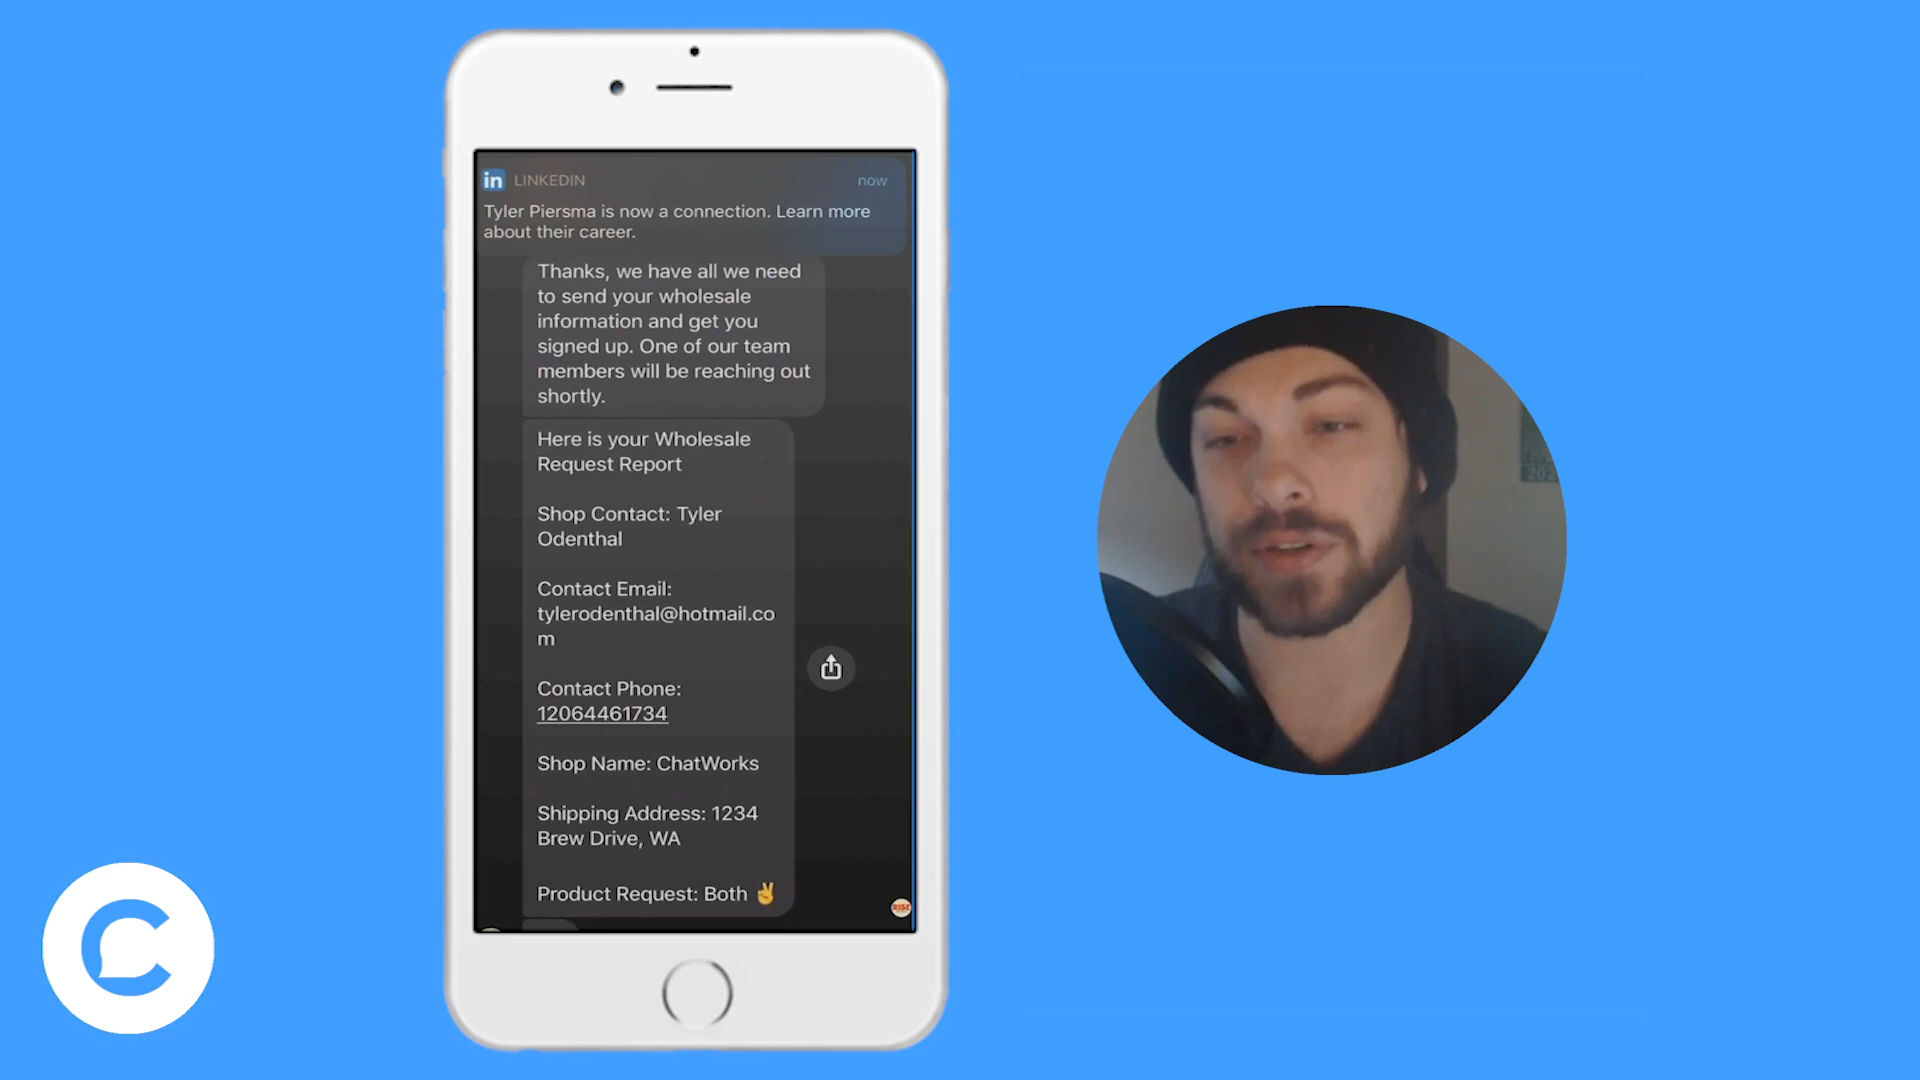 in LINKEDIN now
Tyler Piersma is now a connection. Learn more
about their career.
Thanks, we have all we need
to send your wholesale
information and get you
signed up. One of our team
members will be reaching out
shortly.
Here is your Wholesale
Request Report
Shop Contact: Tyler
Odenthal
Contact Email:
tylerodenthal@hotmail.co
m
Contact Phone:
12064461734
Shop Name: ChatWorks
Shipping Address: 1234
Brew Drive, WA
Product Request: Both ✌️
RISE